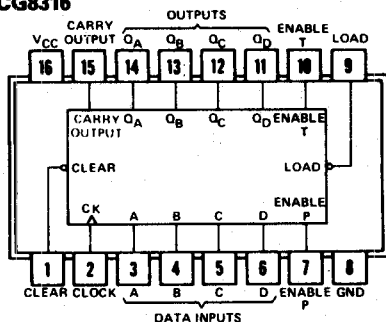 CG8316
OUTPUTS
VCC CARRY OUTPUT QA QB QC QD ENABLE T LOAD
16 15 14 13 12 11 10 9
CARRY OUTPUT QA QB QC QD ENABLE T
CLEAR LOAD
CK A B C D ENABLE P
1 2 3 4 5 6 7 8
CLEAR CLOCK A B C D ENABLE P GND
DATA INPUTS